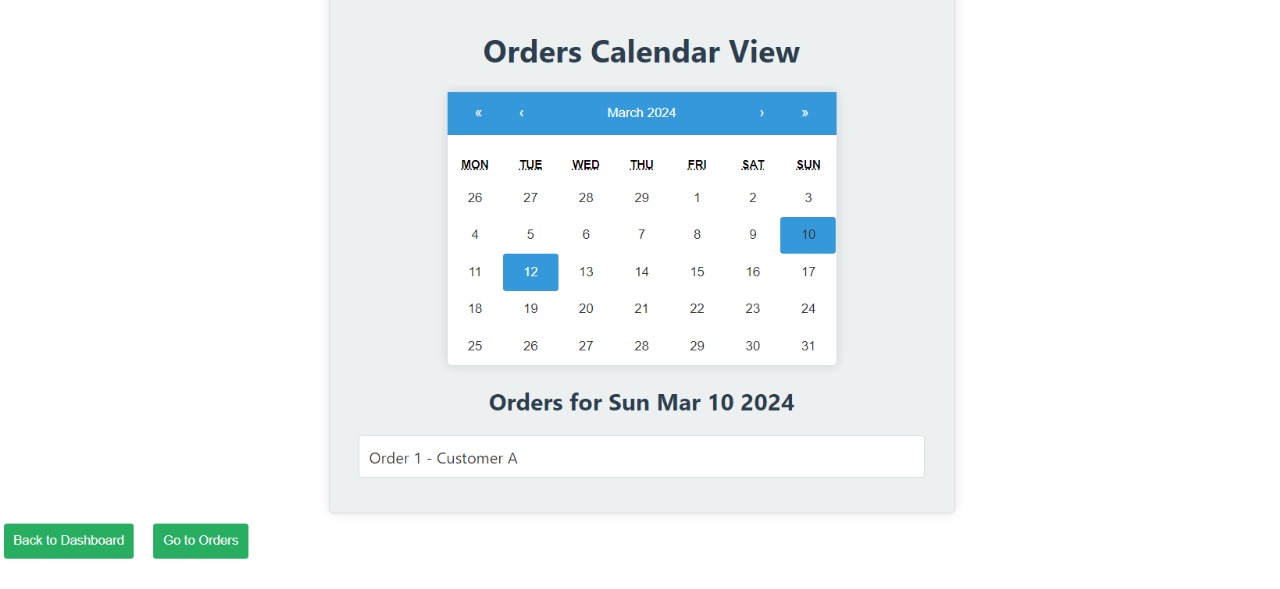 Orders Calendar View
« ‹ March 2024 › »
MON TUE WED THU FRI SAT SUN
26 27 28 29 1 2 3
4 5 6 7 8 9 10
11 12 13 14 15 16 17
18 19 20 21 22 23 24
25 26 27 28 29 30 31
Orders for Sun Mar 10 2024
Order 1 - Customer A
Back to Dashboard Go to Orders